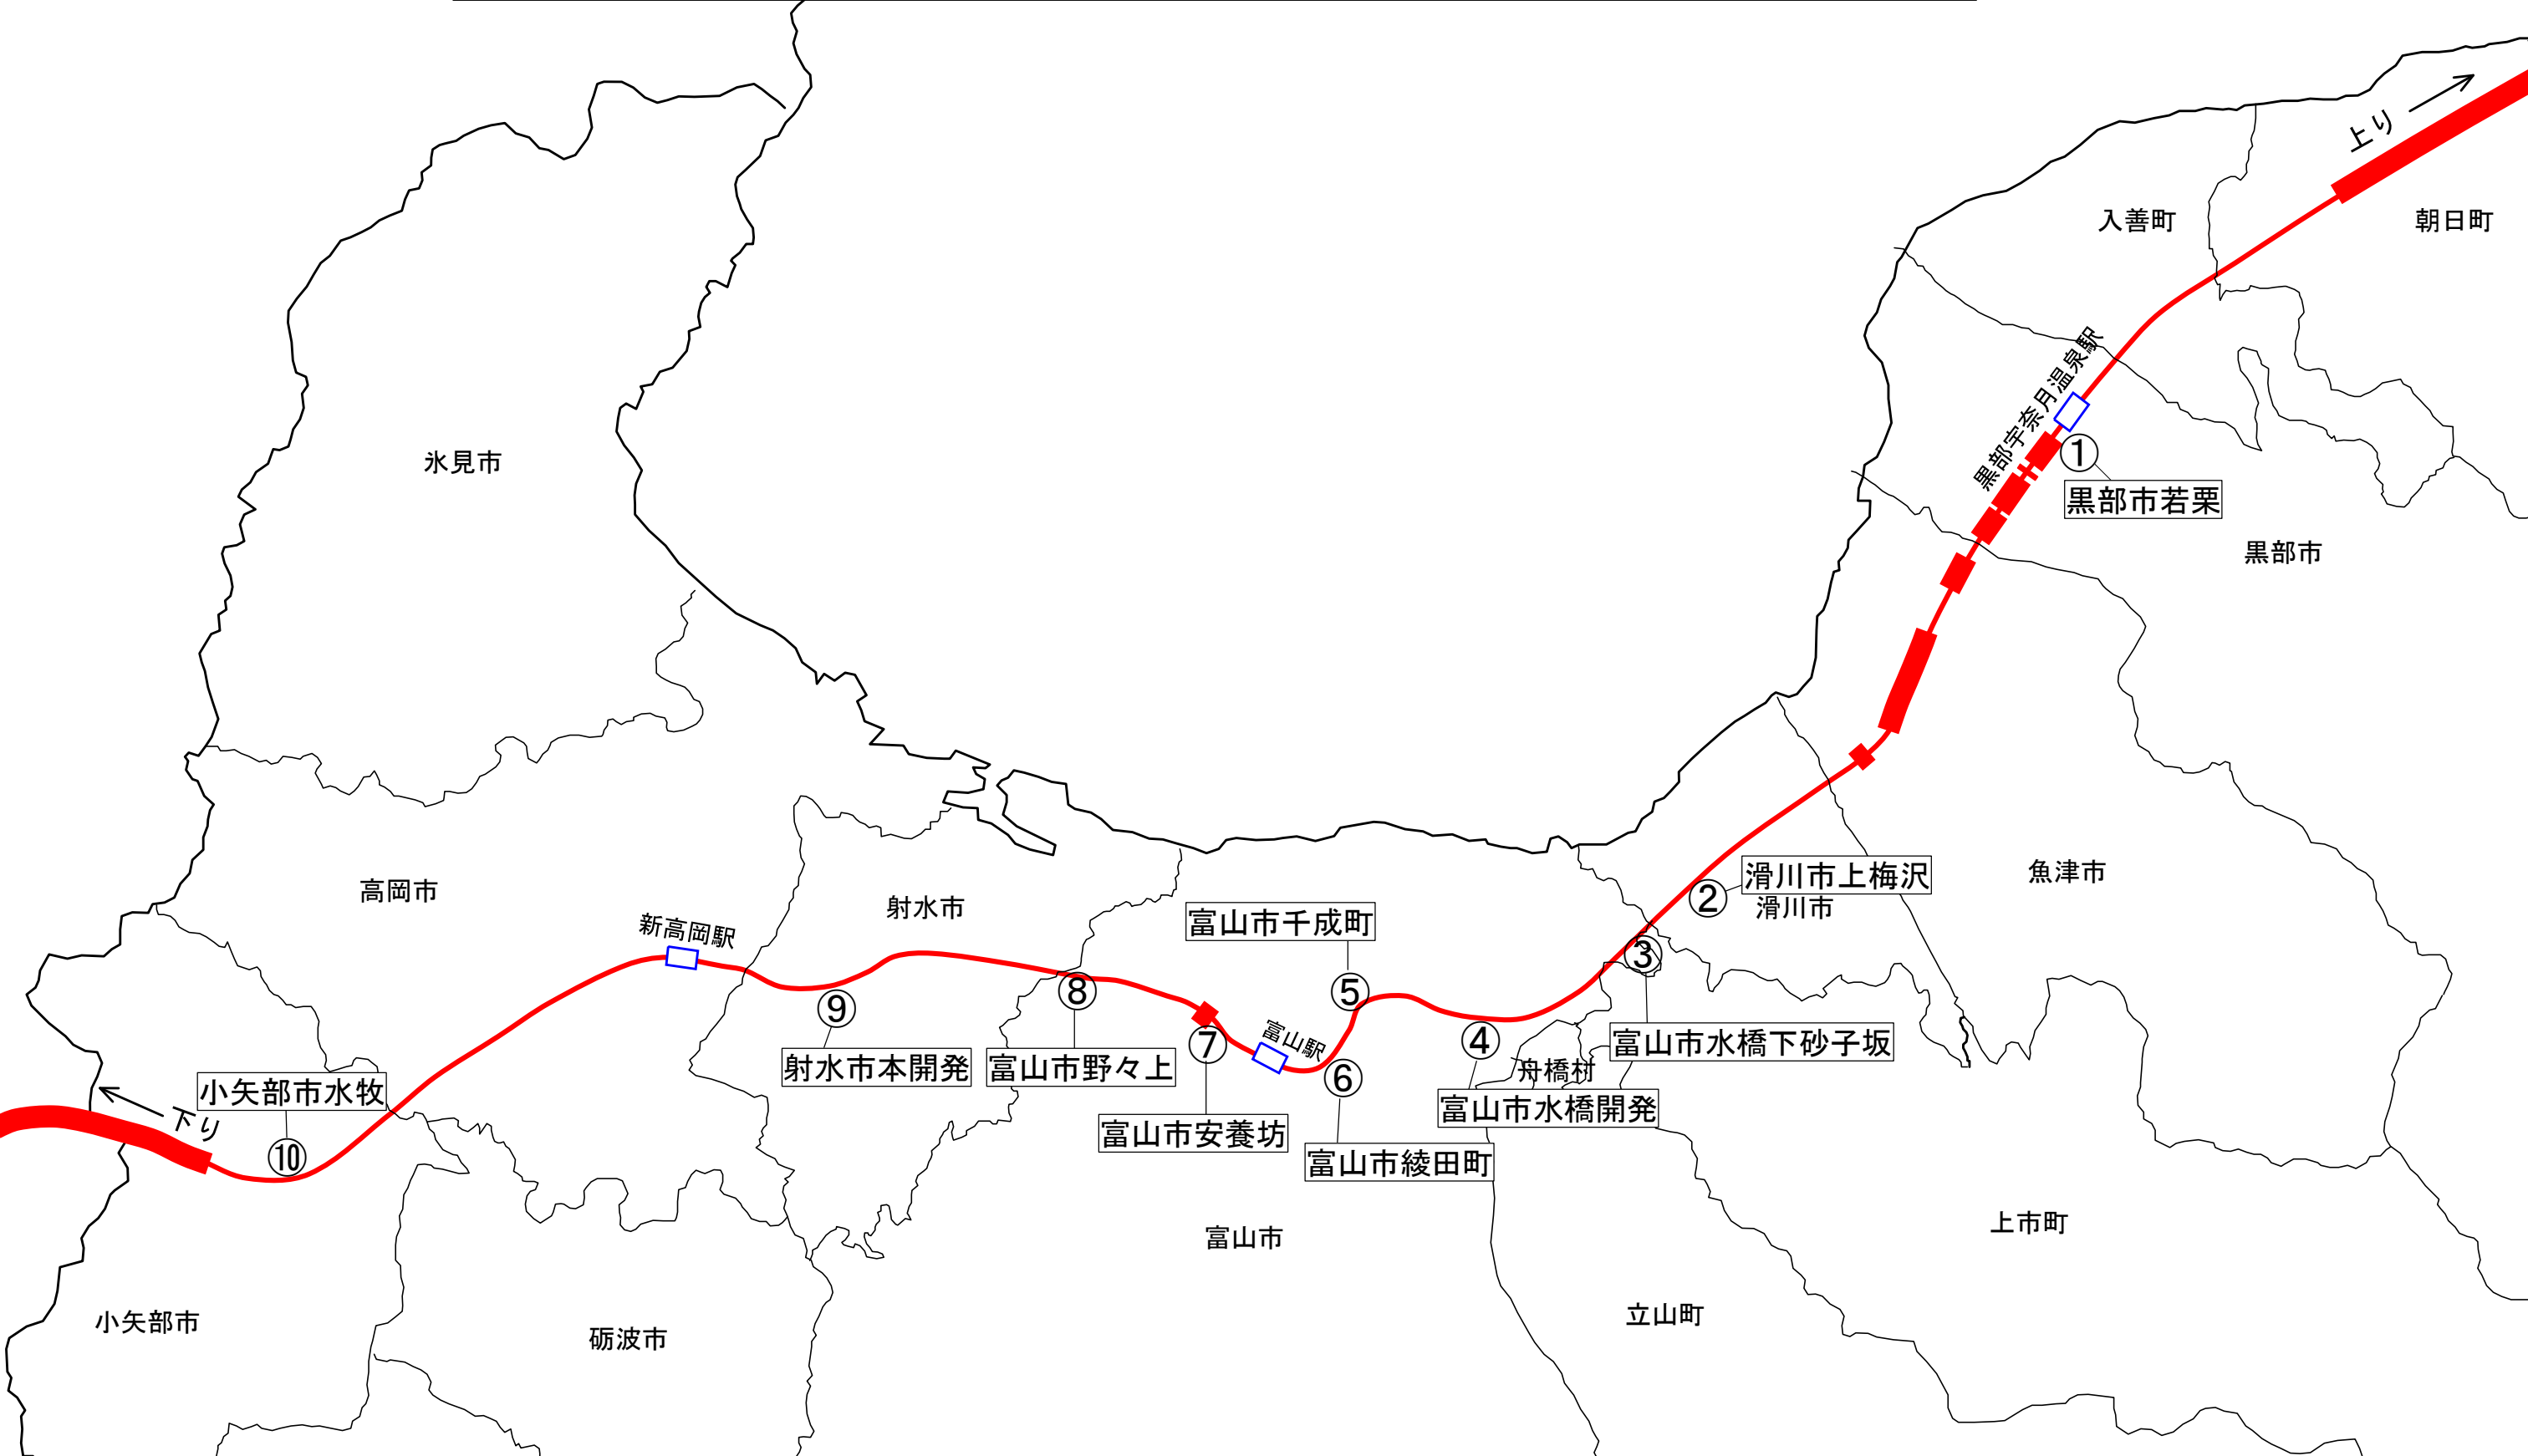 上り
入善町
朝日町
黒部宇奈月温泉駅
氷見市
①
黒部市若栗
黒部市
滑川市上梅沢
魚津市
高岡市
②
射水市
滑川市
富山市千成町
新高岡駅
③
⑧
⑤
⑨
富山駅
④
⑦
富山市水橋下砂子坂
射水市本開発
富山市野々上
舟橋村
⑥
小矢部市水牧
富山市水橋開発
下り
富山市安養坊
⑩
富山市綾田町
上市町
富山市
立山町
小矢部市
砺波市